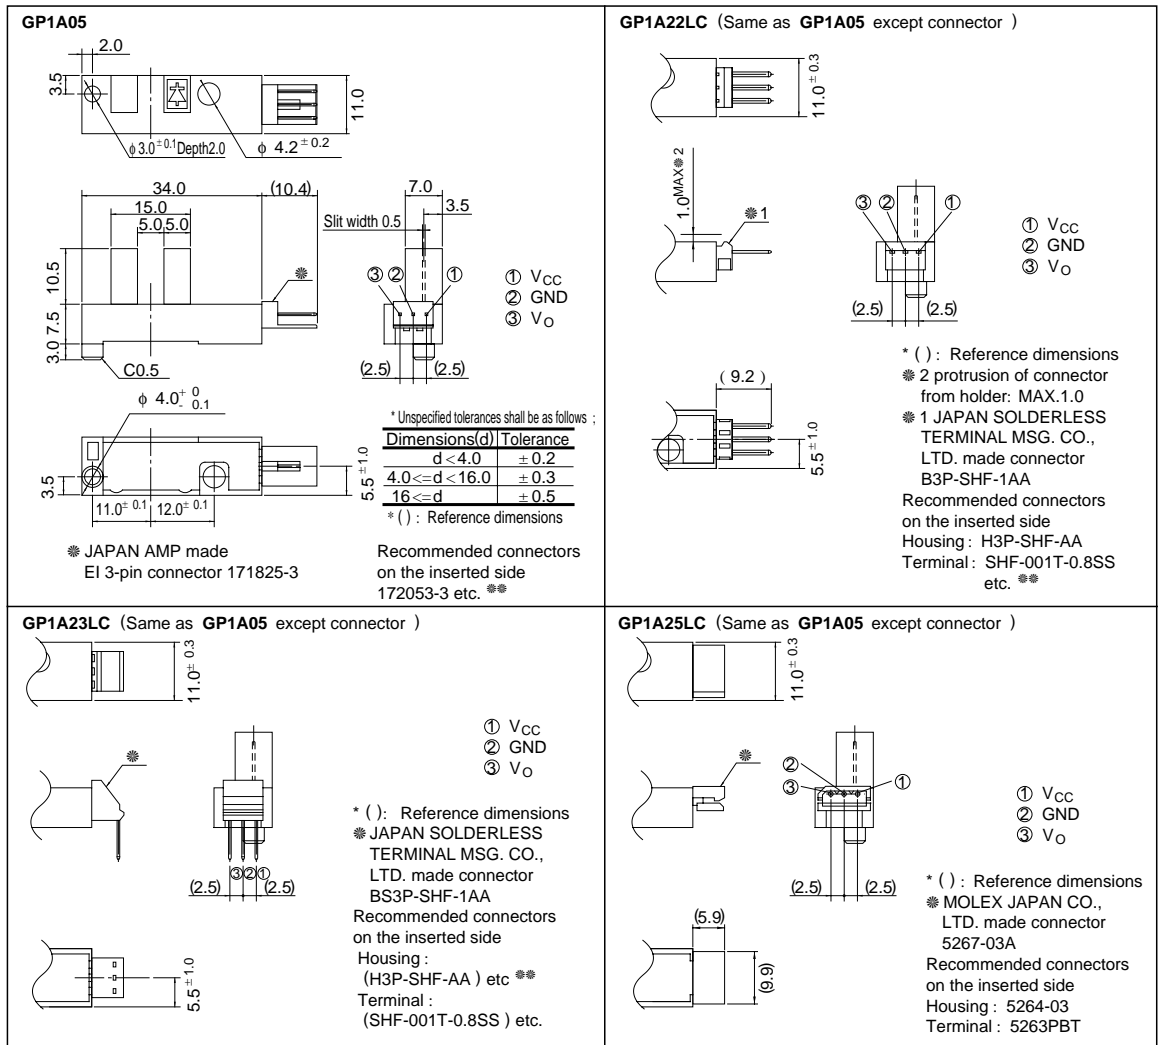 GP1A05
2.0
3.5
11.0
φ 3.0 ± 0.1 Depth2.0
φ 4.2 ± 0.2
34.0
(10.4)
15.0
5.0 5.0
10.5
7.5
3.0
C0.5
※
7.0
3.5
Slit width 0.5
③ ② ①
① VCC
② GND
③ VO
(2.5) (2.5)
φ 4.0 + 0 - 0.1
3.5
11.0± 0.1 12.0± 0.1
5.5 ± 1.0
* Unspecified tolerances shall be as follows ;
Dimensions(d) Tolerance
d<4.0 ± 0.2
4.0<=d<16.0 ± 0.3
16<=d ± 0.5
* ( ) : Reference dimensions
※ JAPAN AMP made
EI 3-pin connector 171825-3
Recommended connectors
on the inserted side
172053-3 etc. ※※
GP1A22LC (Same as GP1A05 except connector )
11.0 ± 0.3
1.0 MAX※ 2
※ 1
③ ② ①
① VCC
② GND
③ VO
(2.5) (2.5)
( 9.2 )
5.5 ± 1.0
* ( ) : Reference dimensions
※ 2 protrusion of connector
from holder: MAX.1.0
※ 1 JAPAN SOLDERLESS
TERMINAL MSG. CO.,
LTD. made connector
B3P-SHF-1AA
Recommended connectors
on the inserted side
Housing : H3P-SHF-AA
Terminal : SHF-001T-0.8SS
etc. ※※
GP1A23LC (Same as GP1A05 except connector )
11.0 ± 0.3
※
① VCC
② GND
③ VO
③②①
(2.5) (2.5)
5.5 ± 1.0
* ( ): Reference dimensions
※ JAPAN SOLDERLESS
TERMINAL MSG. CO.,
LTD. made connector
BS3P-SHF-1AA
Recommended connectors
on the inserted side
Housing :
(H3P-SHF-AA ) etc ※※
Terminal :
(SHF-001T-0.8SS ) etc.
GP1A25LC (Same as GP1A05 except connector )
11.0 ± 0.3
※
②
③ ①
① VCC
② GND
③ VO
(2.5) (2.5)
(5.9)
(9.9)
* ( ) : Reference dimensions
※ MOLEX JAPAN CO.,
LTD. made connector
5267-03A
Recommended connectors
on the inserted side
Housing : 5264-03
Terminal : 5263PBT